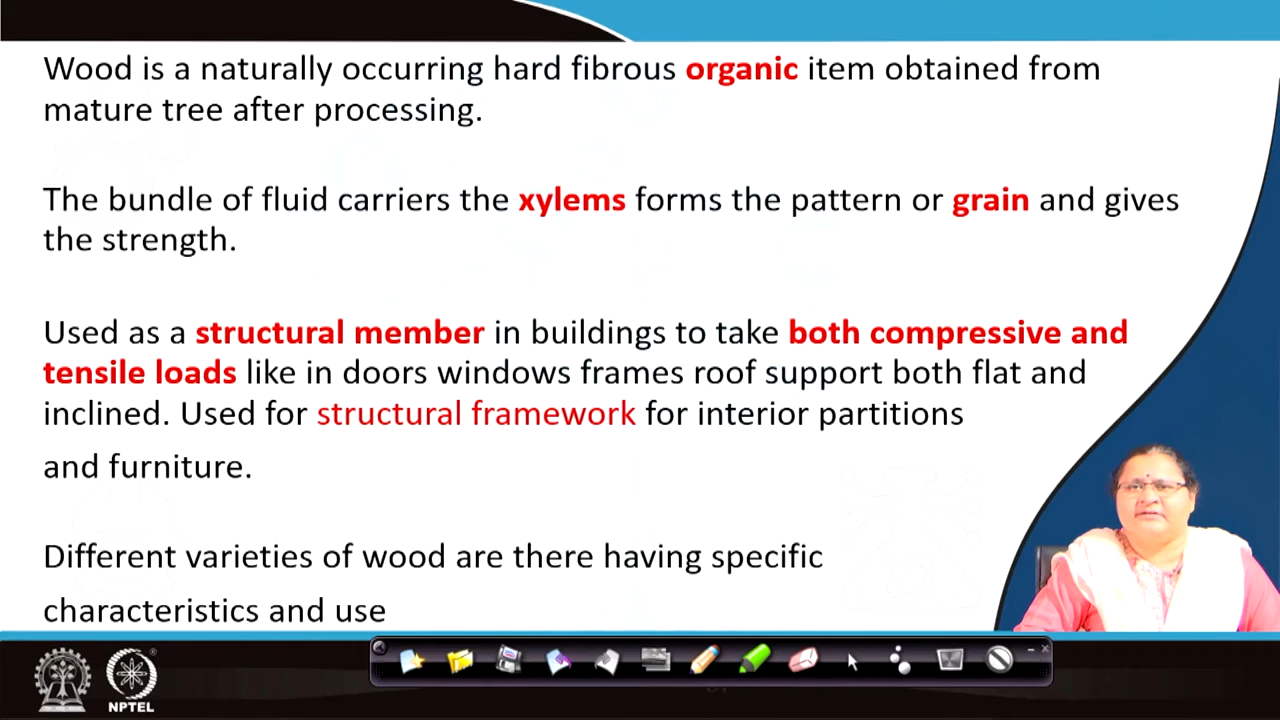 Wood is a naturally occurring hard fibrous organic item obtained from
mature tree after processing.
The bundle of fluid carriers the xylems forms the pattern or grain and gives
the strength.
Used as a structural member in buildings to take both compressive and
tensile loads like in doors windows frames roof support both flat and
inclined. Used for structural framework for interior partitions
and furniture.
Different varieties of wood are there having specific
characteristics and use
NPTEL